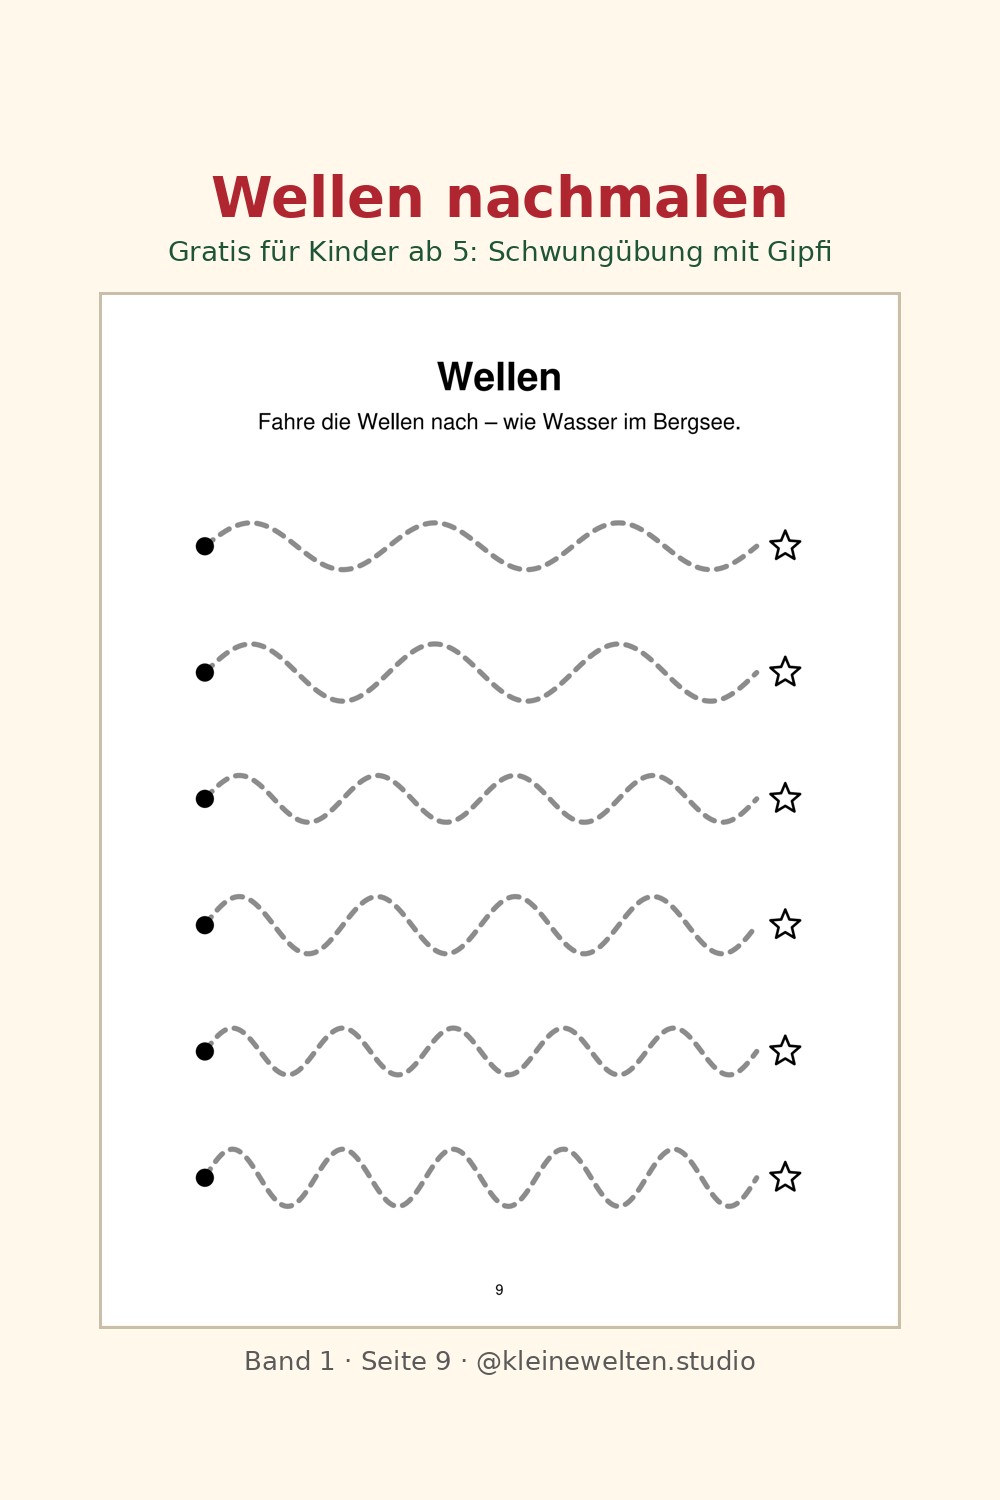 Wellen nachmalen
Gratis für Kinder ab 5: Schwungübung mit Gipfi
Wellen
Fahre die Wellen nach – wie Wasser im Bergsee.
9
Band 1 · Seite 9 · @kleinewelten.studio